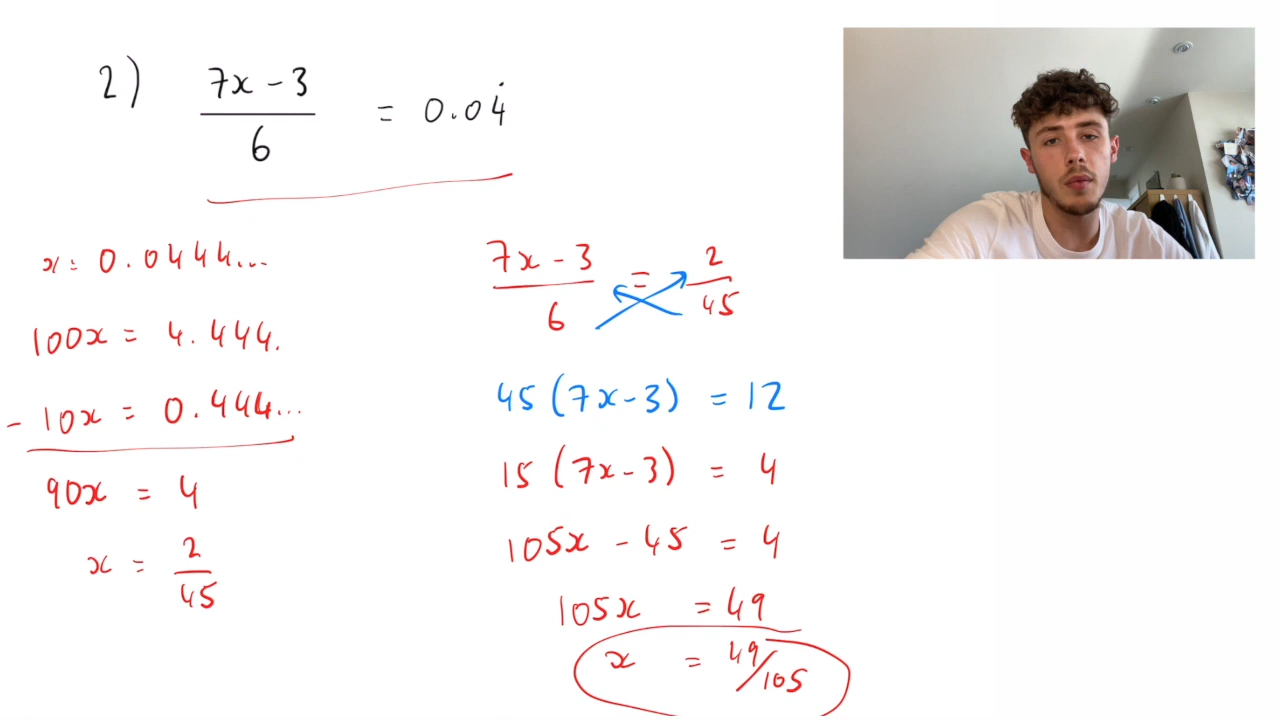 2) 7x - 3
6
= 0.04̇
x = 0.0444...
100x = 4.444.
- 10x = 0.444...
90x = 4
x = 2
45
7x - 3
6
= 2
45
45 (7x - 3) = 12
15 (7x - 3) = 4
105x - 45 = 4
105x = 49
x = 49/105